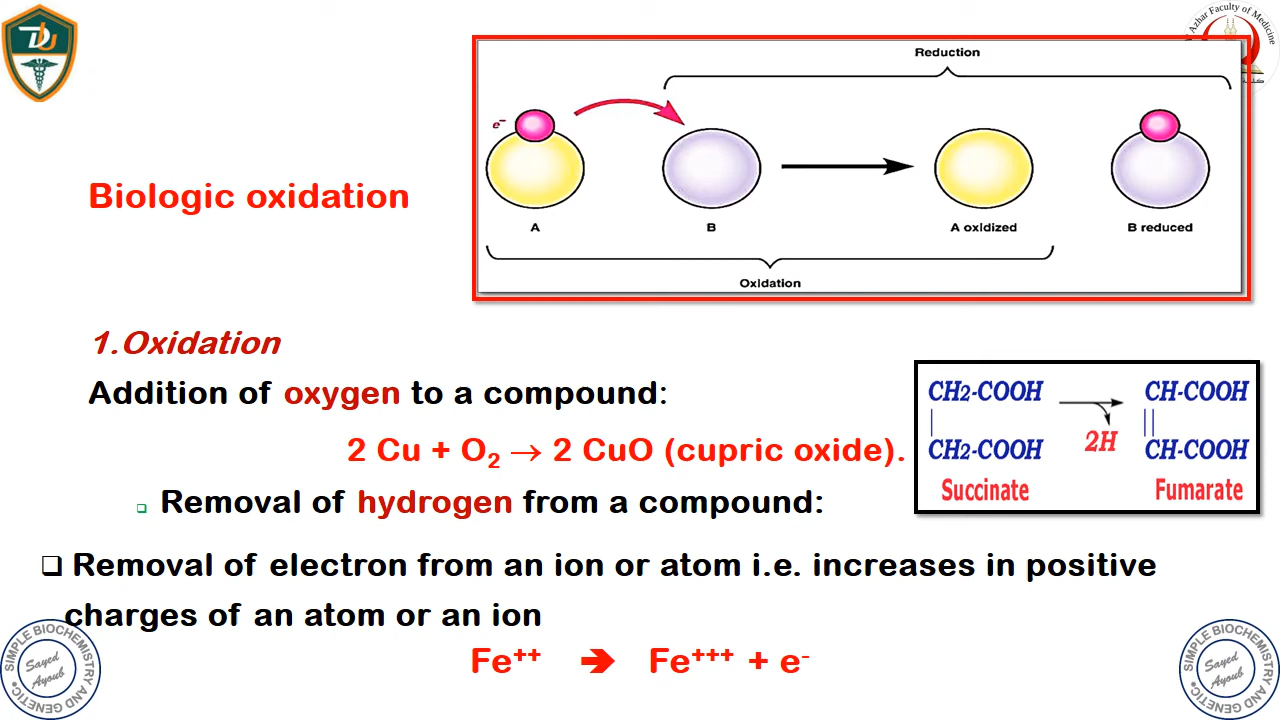 DU
Azhar Faculty of Medicine
Reduction
e⁻
A
B
A oxidized
B reduced
Oxidation
Biologic oxidation
1.Oxidation
Addition of oxygen to a compound:
2 Cu + O₂ → 2 CuO (cupric oxide).
❑ Removal of hydrogen from a compound:
CH2-COOH CH-COOH
2H
CH2-COOH CH-COOH
Succinate Fumarate
❑ Removal of electron from an ion or atom i.e. increases in positive
charges of an atom or an ion
Fe⁺⁺ ➔ Fe⁺⁺⁺ + e⁻
SIMPLE BIOCHEMISTRY AND GENETIC
Sayed
Ayoub
SIMPLE BIOCHEMISTRY AND GENETIC
Sayed
Ayoub